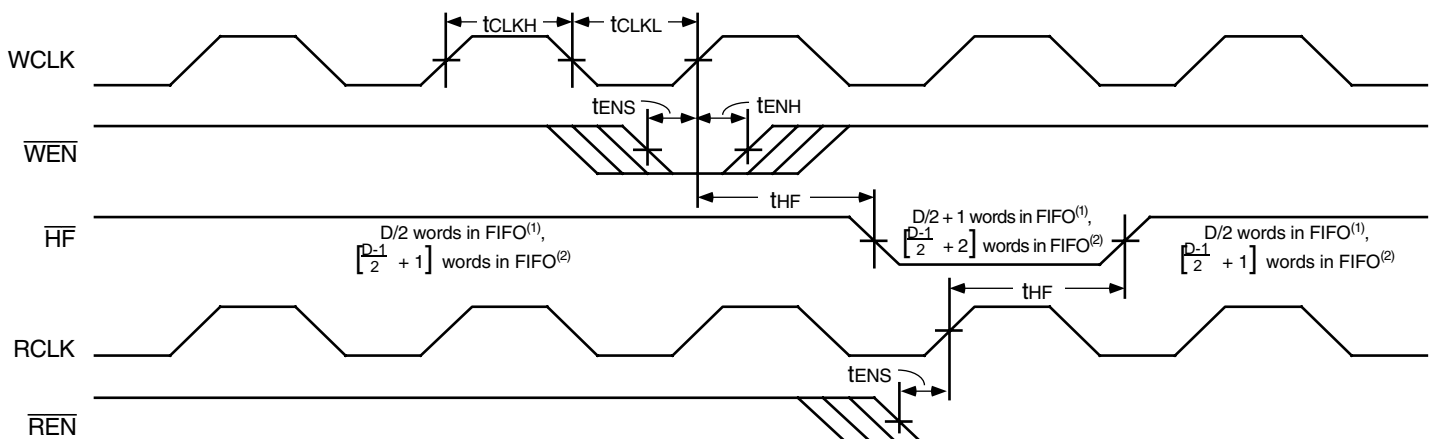 tCLKH tCLKL
WCLK
tENS tENH
WEN
tHF
HF
D/2 words in FIFO(1),
[D-1/2 + 1] words in FIFO(2)
D/2 + 1 words in FIFO(1),
[D-1/2 + 2] words in FIFO(2)
D/2 words in FIFO(1),
[D-1/2 + 1] words in FIFO(2)
tHF
RCLK
tENS
REN